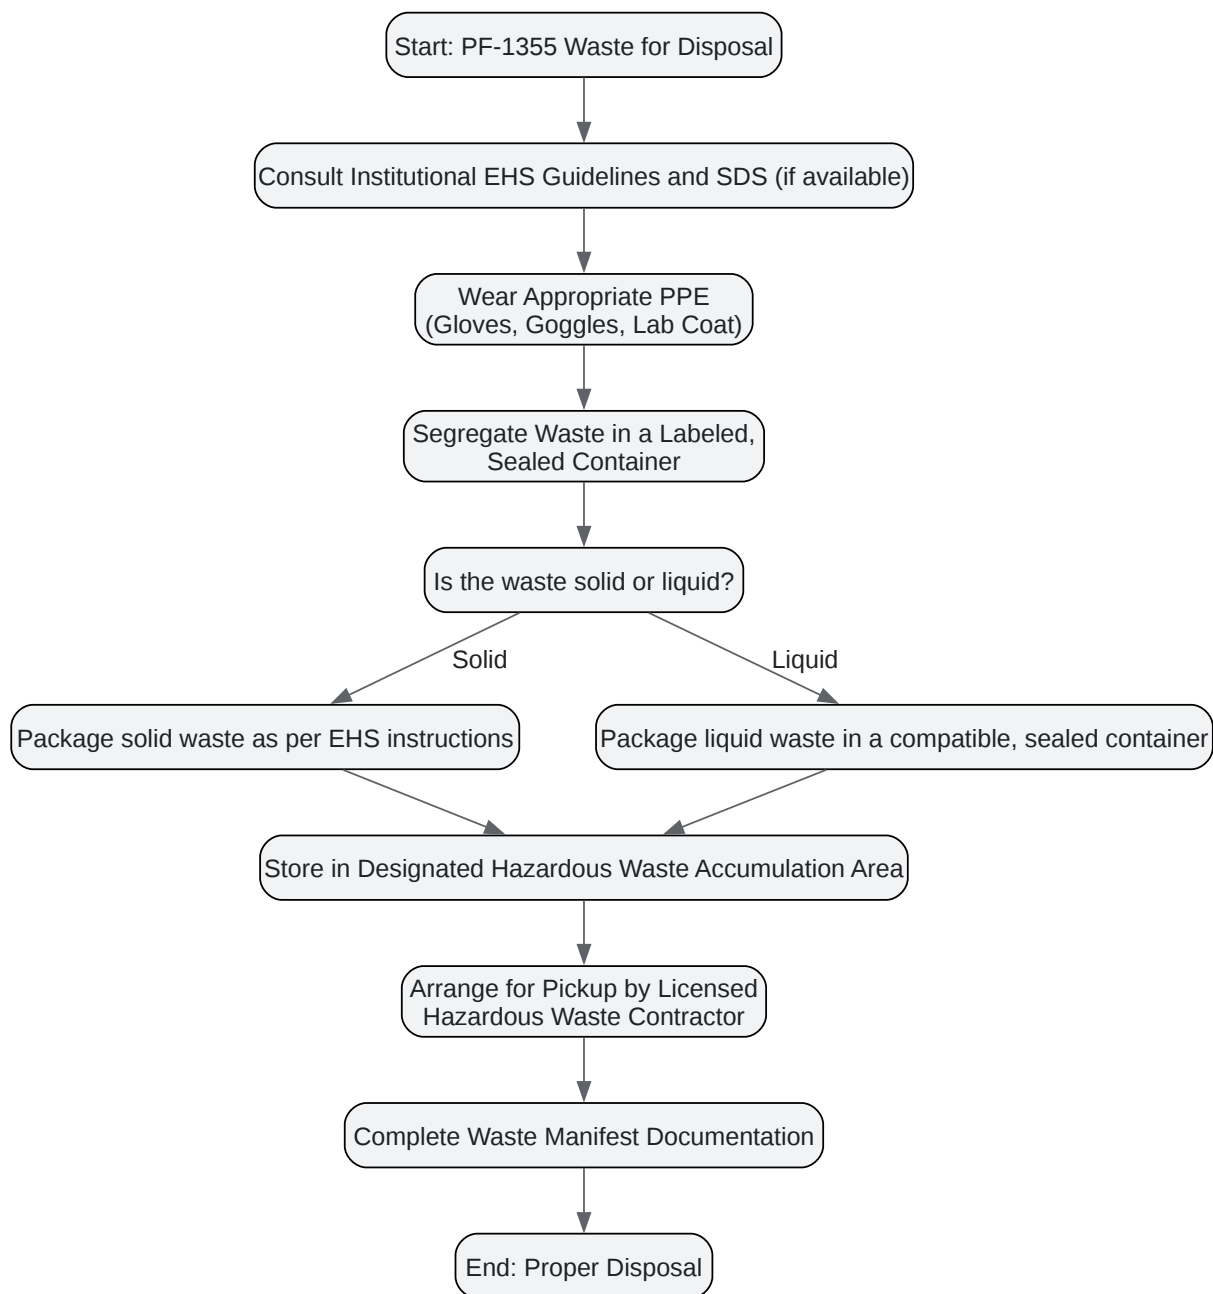 Start: PF-1355 Waste for Disposal
Consult Institutional EHS Guidelines and SDS (if available)
Wear Appropriate PPE
(Gloves, Goggles, Lab Coat)
Segregate Waste in a Labeled,
Sealed Container
Is the waste solid or liquid?
Solid
Liquid
Package solid waste as per EHS instructions
Package liquid waste in a compatible, sealed container
Store in Designated Hazardous Waste Accumulation Area
Arrange for Pickup by Licensed
Hazardous Waste Contractor
Complete Waste Manifest Documentation
End: Proper Disposal